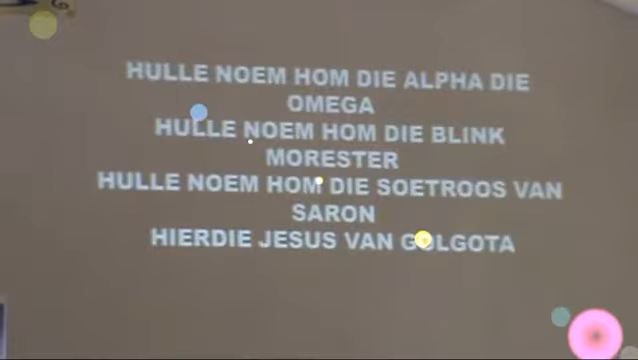 HULLE NOEM HOM DIE ALPHA DIE
OMEGA
HULLE NOEM HOM DIE BLINK
MORESTER
HULLE NOEM HOM DIE SOETROOS VAN
SARON
HIERDIE JESUS VAN GOLGOTA